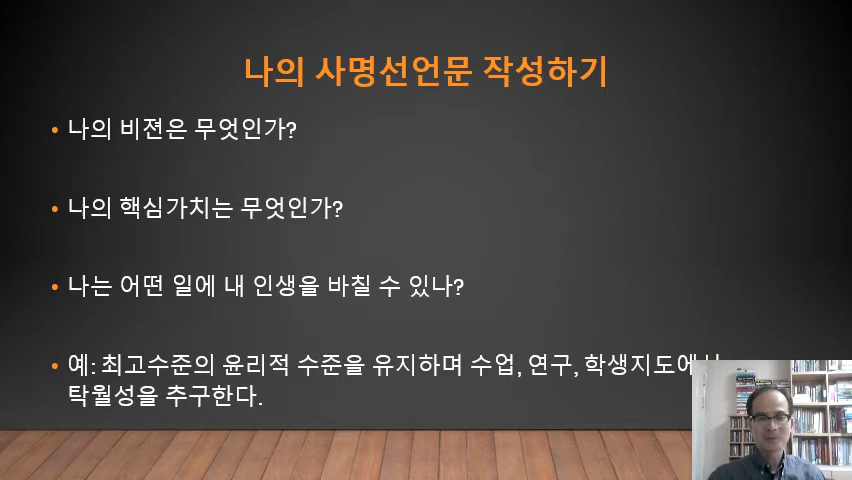 나의 사명선언문 작성하기
• 나의 비젼은 무엇인가?
• 나의 핵심가치는 무엇인가?
• 나는 어떤 일에 내 인생을 바칠 수 있나?
• 예: 최고수준의 윤리적 수준을 유지하며 수업, 연구, 학생지도에서
탁월성을 추구한다.